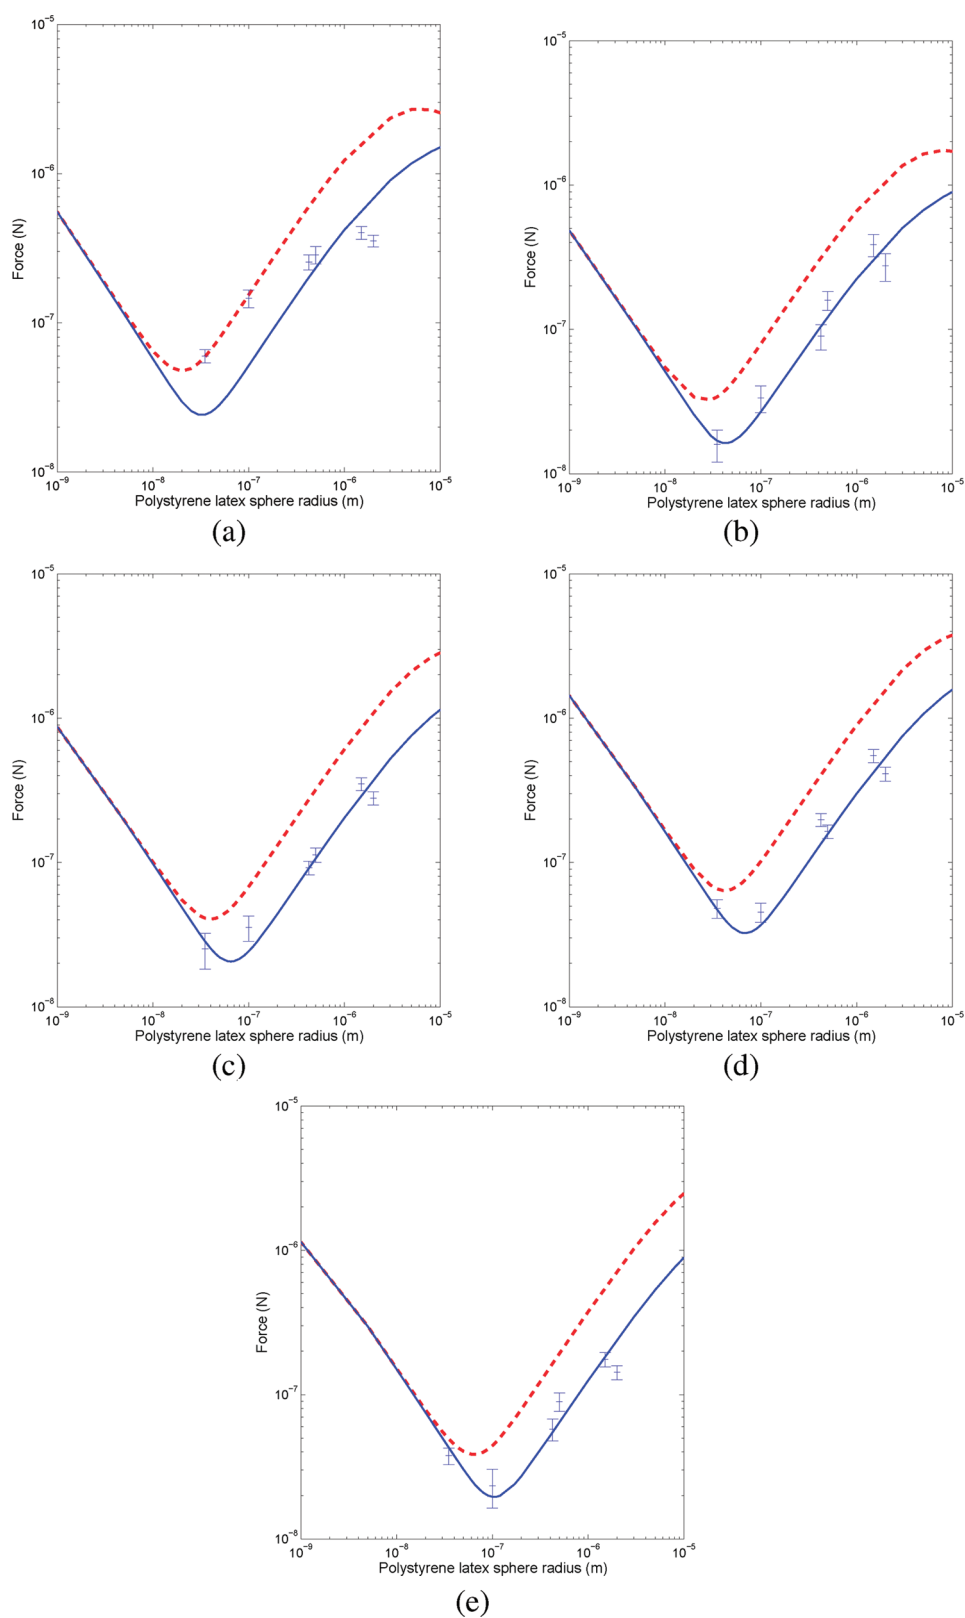 10⁻⁵
10⁻⁶
10⁻⁷
10⁻⁸
Force (N)
10⁻⁹ 10⁻⁸ 10⁻⁷ 10⁻⁶ 10⁻⁵
Polystyrene latex sphere radius (m)
(a)
10⁻⁵
10⁻⁶
10⁻⁷
10⁻⁸
Force (N)
10⁻⁹ 10⁻⁸ 10⁻⁷ 10⁻⁶ 10⁻⁵
Polystyrene latex sphere radius (m)
(b)
10⁻⁵
10⁻⁶
10⁻⁷
10⁻⁸
Force (N)
10⁻⁹ 10⁻⁸ 10⁻⁷ 10⁻⁶ 10⁻⁵
Polystyrene latex sphere radius (m)
(c)
10⁻⁵
10⁻⁶
10⁻⁷
10⁻⁸
Force (N)
10⁻⁹ 10⁻⁸ 10⁻⁷ 10⁻⁶ 10⁻⁵
Polystyrene latex sphere radius (m)
(d)
10⁻⁵
10⁻⁶
10⁻⁷
10⁻⁸
Force (N)
10⁻⁹ 10⁻⁸ 10⁻⁷ 10⁻⁶ 10⁻⁵
Polystyrene latex sphere radius (m)
(e)